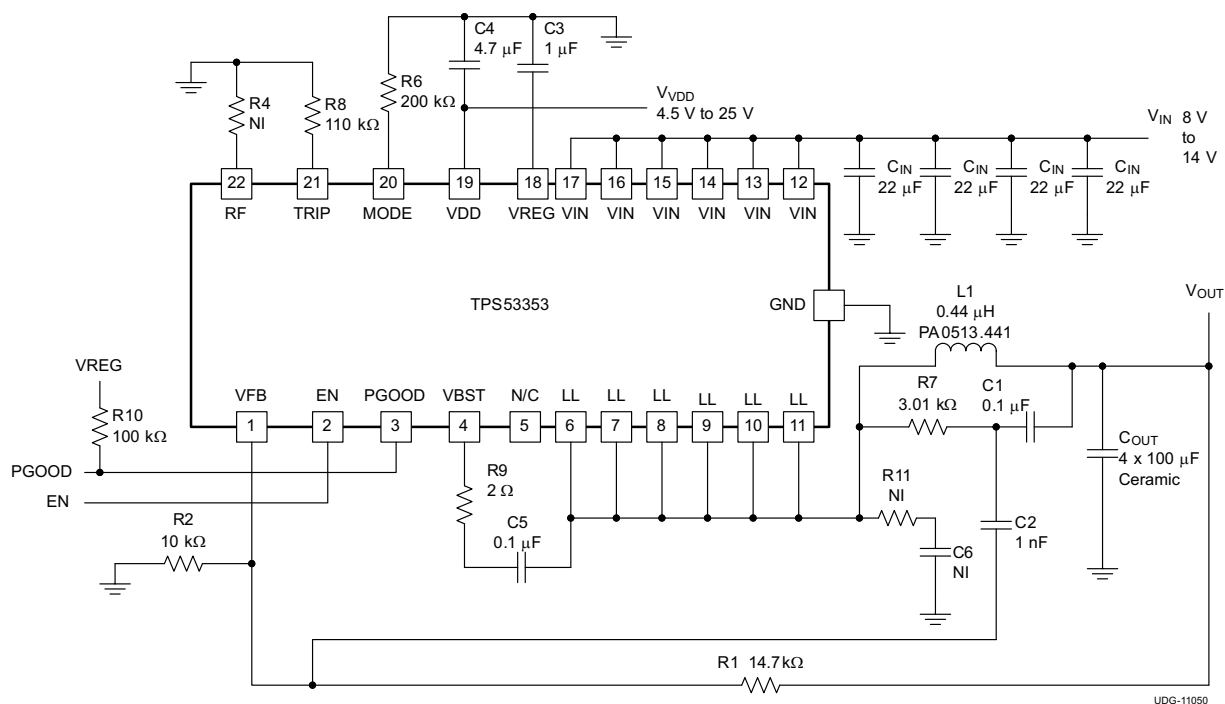 C4
4.7 μF
C3
1 μF
R6
200 kΩ
R4
NI
R8
110 kΩ
VVDD
4.5 V to 25 V
VIN 8 V
to
14 V
CIN
22 μF
CIN
22 μF
CIN
22 μF
CIN
22 μF
22
21
20
19
18
17
16
15
14
13
12
RF
TRIP
MODE
VDD
VREG
VIN
VIN
VIN
VIN
VIN
VIN
TPS53353
GND
L1
0.44 μH
PA0513.441
VOUT
VREG
R10
100 kΩ
VFB
EN
PGOOD
VBST
N/C
LL
LL
LL
LL
LL
LL
1
2
3
4
5
6
7
8
9
10
11
R7
3.01 kΩ
C1
0.1 μF
COUT
4 x 100 μF
Ceramic
PGOOD
EN
R9
2 Ω
C5
0.1 μF
R11
NI
C6
NI
C2
1 nF
R2
10 kΩ
R1 14.7kΩ
UDG-11050